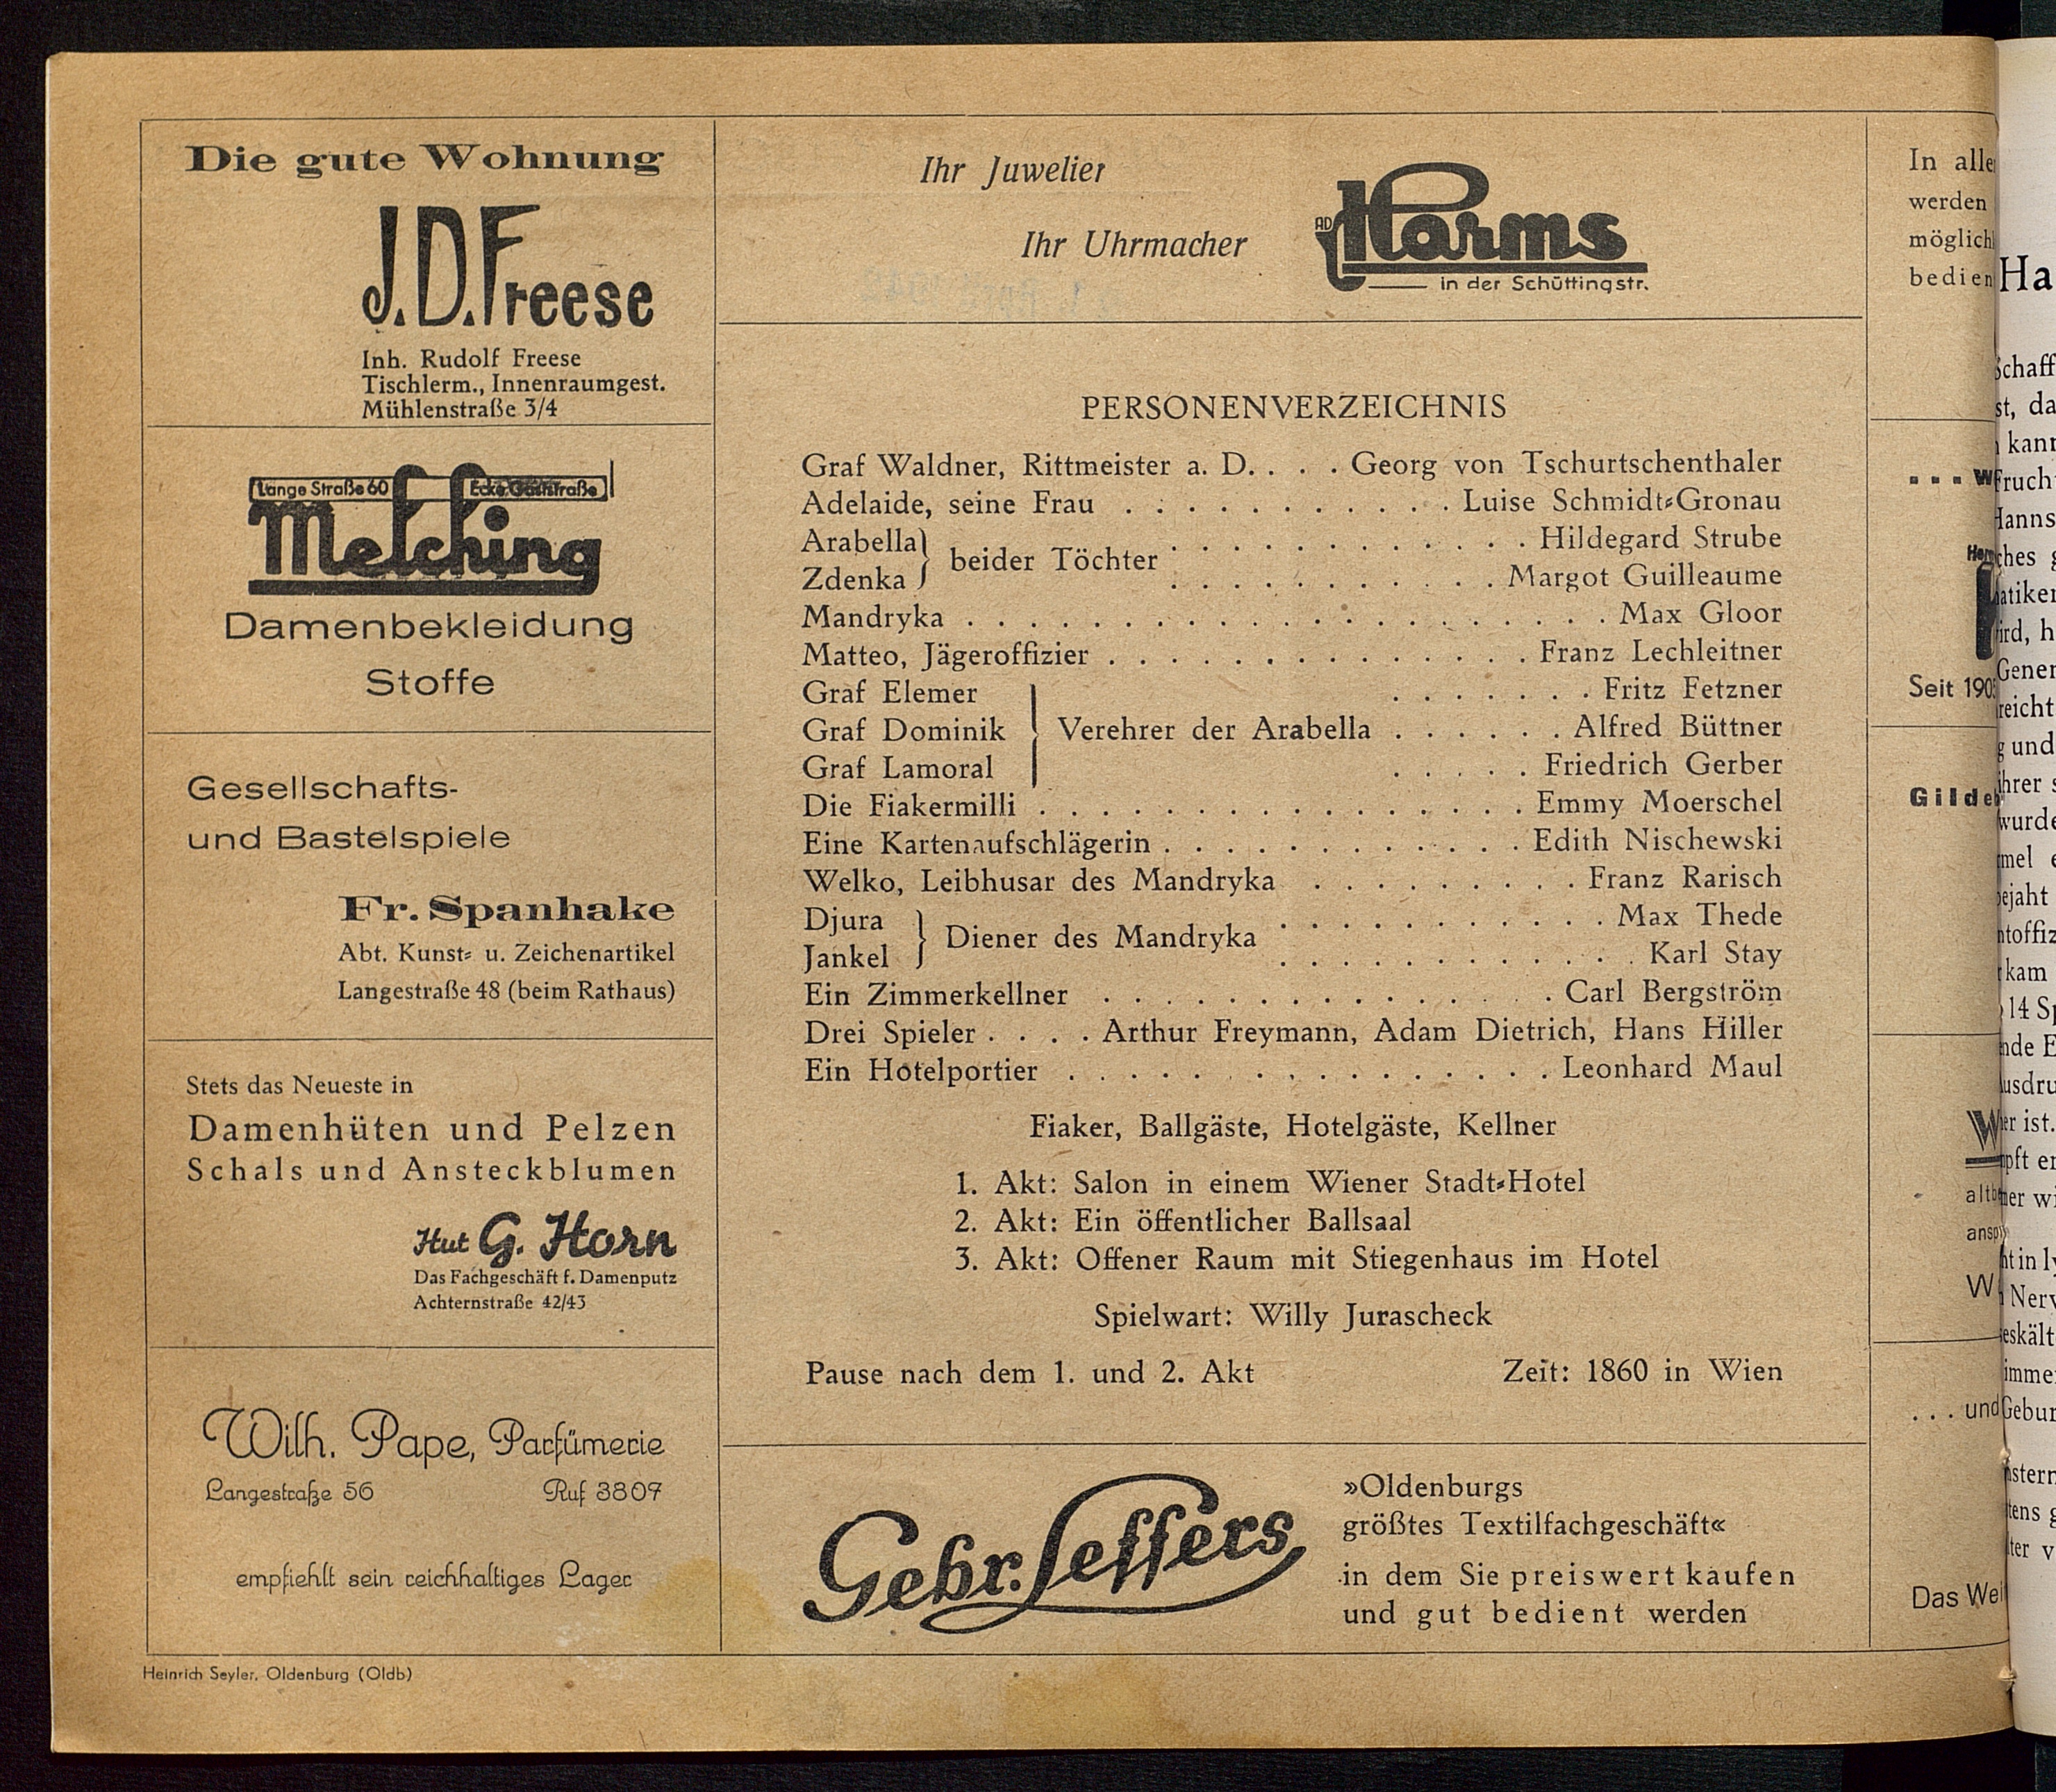 Die gute Wohnung
J.D.Freese
Inh. Rudolf Freese
Tischlerm., Innenraumgest.
Mühlenstraße 3/4
Lange Straße 60 Ecke Gaststraße
Melching
Damenbekleidung
Stoffe
Gesellschafts-
und Bastelspiele
Fr. Spanhake
Abt. Kunst- u. Zeichenartikel
Langestraße 48 (beim Rathaus)
Stets das Neueste in
Damenhüten und Pelzen
Schals und Ansteckblumen
Hut G. Horn
Das Fachgeschäft f. Damenputz
Achternstraße 42/43
Wilh. Pape, Parfümerie
Langestraße 56 Ruf 3807
empfiehlt sein reichhaltiges Lager
Heinrich Seyler, Oldenburg (Oldb)
Ihr Juwelier
Ihr Uhrmacher
AD Harms
in der Schüttingstr.
PERSONENVERZEICHNIS
Graf Waldner, Rittmeister a. D. . . . Georg von Tschurtschenthaler
Adelaide, seine Frau . . . . . . . . . . . Luise Schmidt-Gronau
Arabella } beider Töchter . . . . . . . . . . . Hildegard Strube
Zdenka } . . . . . . . . . . . Margot Guilleaume
Mandryka . . . . . . . . . . . . . . . . . . . . . Max Gloor
Matteo, Jägeroffizier . . . . . . . . . . . . . . Franz Lechleitner
Graf Elemer . . . . . . . Fritz Fetzner
Graf Dominik } Verehrer der Arabella . . . . . . Alfred Büttner
Graf Lamoral . . . . . Friedrich Gerber
Die Fiakermilli . . . . . . . . . . . . . . . . Emmy Moerschel
Eine Kartenaufschlägerin . . . . . . . . . . . . Edith Nischewski
Welko, Leibhusar des Mandryka . . . . . . . . . Franz Rarisch
Djura } Diener des Mandryka . . . . . . . . . . . Max Thede
Jankel } . . . . . . . . . . . Karl Stay
Ein Zimmerkellner . . . . . . . . . . . . . . . Carl Bergström
Drei Spieler . . . . Arthur Freymann, Adam Dietrich, Hans Hiller
Ein Hotelportier . . . . . . . . . . . . . . . Leonhard Maul
Fiaker, Ballgäste, Hotelgäste, Kellner
1. Akt: Salon in einem Wiener Stadt-Hotel
2. Akt: Ein öffentlicher Ballsaal
3. Akt: Offener Raum mit Stiegenhaus im Hotel
Spielwart: Willy Jurascheck
Pause nach dem 1. und 2. Akt Zeit: 1860 in Wien
Gebr. Leffers
»Oldenburgs
größtes Textilfachgeschäft«
in dem Sie preiswert kaufen
und gut bedient werden
In
werden
Seit
. . . und
Das